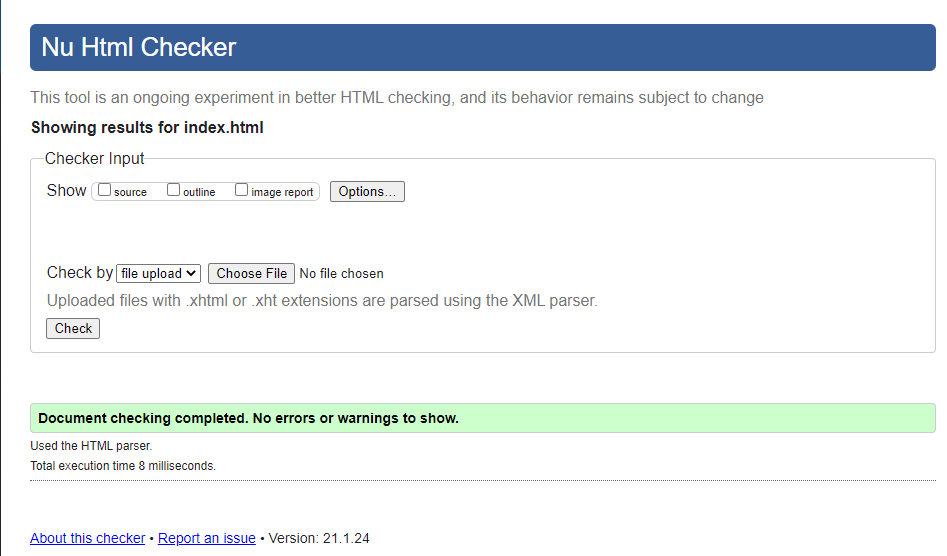 Nu Html Checker
This tool is an ongoing experiment in better HTML checking, and its behavior remains subject to change
Showing results for index.html
Checker Input
Show source outline image report Options...
Check by file upload Choose File No file chosen
Uploaded files with .xhtml or .xht extensions are parsed using the XML parser.
Check
Document checking completed. No errors or warnings to show.
Used the HTML parser.
Total execution time 8 milliseconds.
About this checker • Report an issue • Version: 21.1.24